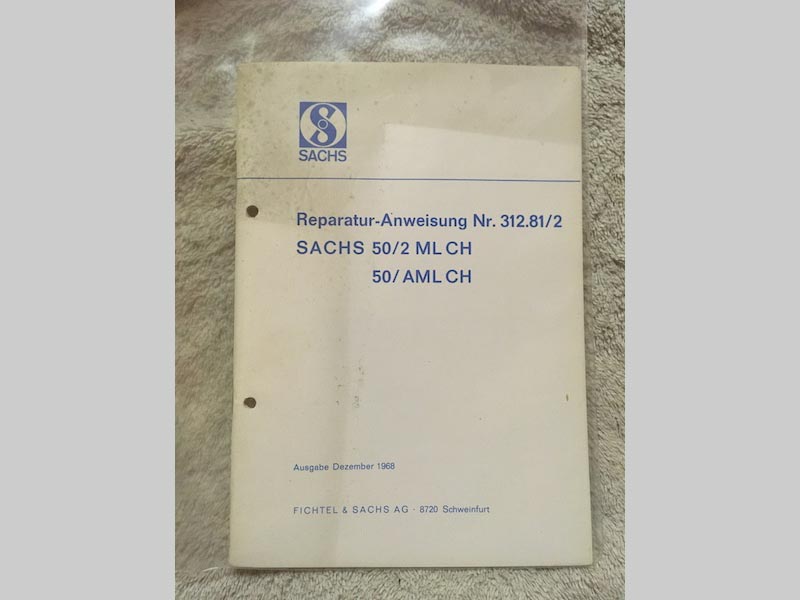 SACHS
Reparatur-Anweisung Nr. 312.81/2
SACHS 50/2 ML CH
50/AML CH
Ausgabe Dezember 1968
FICHTEL & SACHS AG · 8720 Schweinfurt